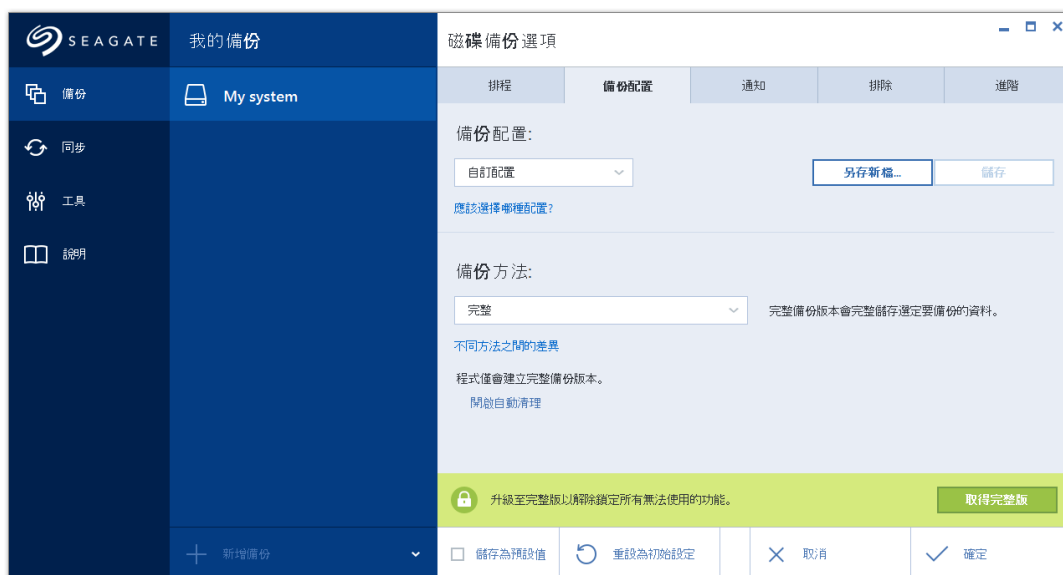 SEAGATE
我的備份
磁碟備份選項
備份
同步
工具
說明
My system
新增備份
排程
備份配置
通知
排除
進階
備份配置:
自訂配置
另存新檔...
儲存
應該選擇哪種配置?
備份方法:
完整
完整備份版本會完整儲存選定要備份的資料。
不同方法之間的差異
程式僅會建立完整備份版本。
開啟自動清理
升級至完整版以解除鎖定所有無法使用的功能。
取得完整版
儲存為預設值
重設為初始設定
取消
確定